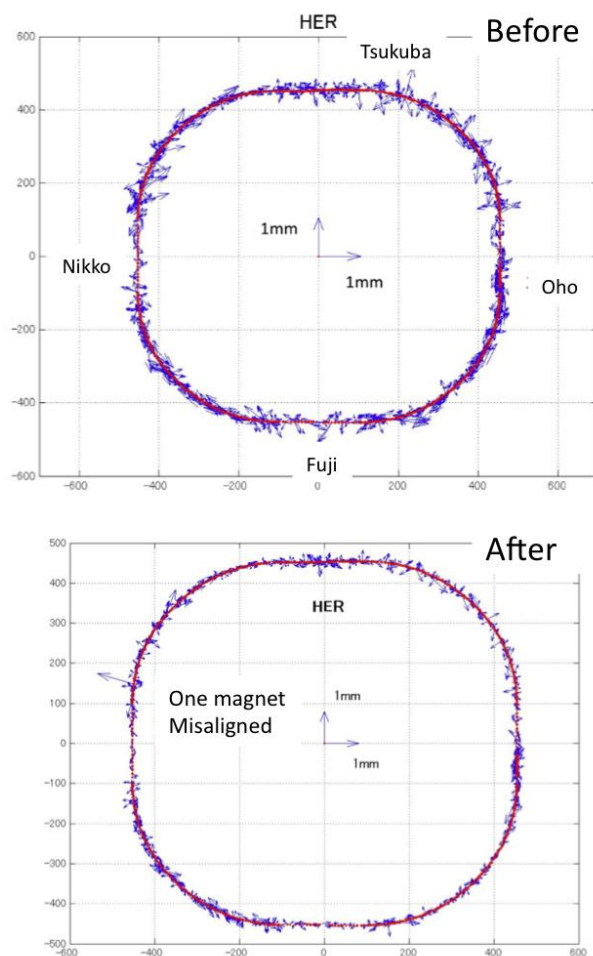 HER
Before
Tsukuba
600
400
200
0
−200
−400
−600
1mm
1mm
Nikko
Oho
Fuji
−600
−400
−200
0
200
400
600
After
500
400
300
200
100
0
−100
−200
−300
−400
−500
HER
One magnet
Misaligned
1mm
1mm
−600
−400
−200
0
200
400
600